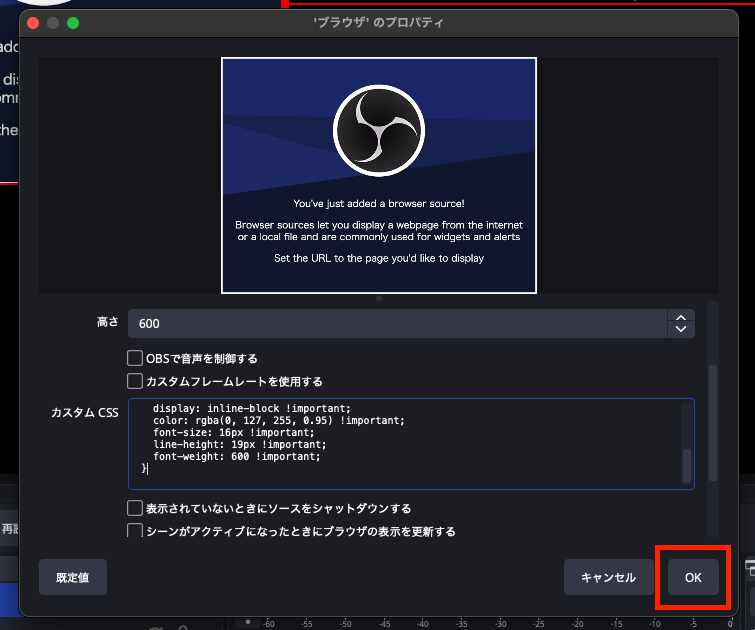 'ブラウザ' のプロパティ
You've just added a browser source!
Browser sources let you display a webpage from the internet
or a local file and are commonly used for widgets and alerts
Set the URL to the page you'd like to display
高さ
600
OBSで音声を制御する
カスタムフレームレートを使用する
カスタム CSS
display: inline-block !important;
color: rgba(0, 127, 255, 0.95) !important;
font-size: 16px !important;
line-height: 19px !important;
font-weight: 600 !important;
}
表示されていないときにソースをシャットダウンする
シーンがアクティブになったときにブラウザの表示を更新する
既定値
キャンセル
OK
-60 -55 -50 -45 -40 -35 -30 -25 -20 -15 -10 -5 0